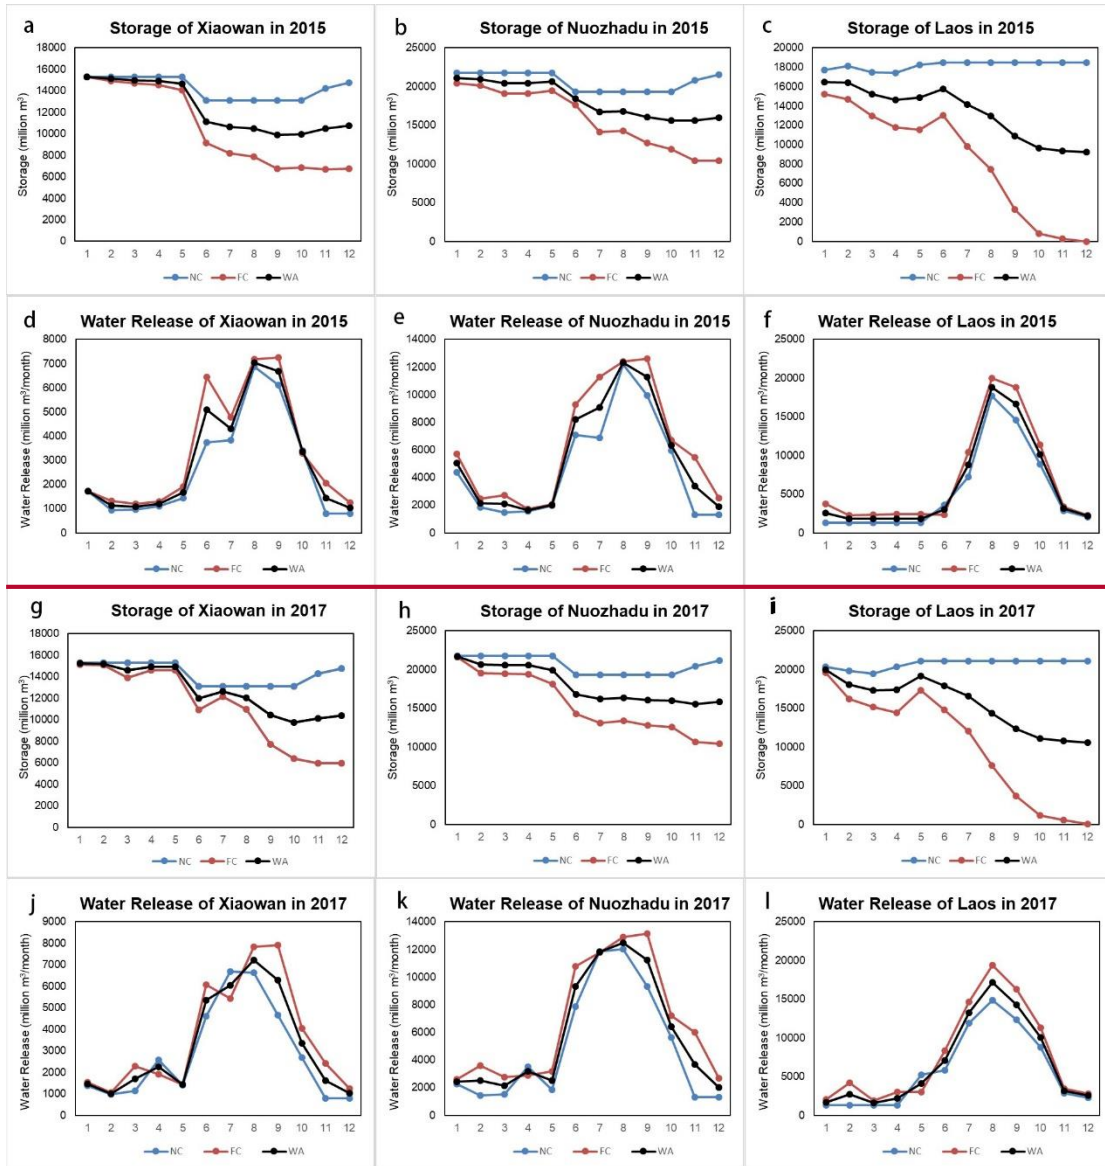 a
Storage of Xiaowan in 2015
Storage (million m³)
18000
16000
14000
12000
10000
8000
6000
4000
2000
0
1 2 3 4 5 6 7 8 9 10 11 12
NC FC WA
b
Storage of Nuozhadu in 2015
Storage (million m³)
25000
20000
15000
10000
5000
0
1 2 3 4 5 6 7 8 9 10 11 12
NC FC WA
c
Storage of Laos in 2015
Storage (million m³)
20000
18000
16000
14000
12000
10000
8000
6000
4000
2000
0
1 2 3 4 5 6 7 8 9 10 11 12
NC FC WA
d
Water Release of Xiaowan in 2015
Water Release (million m³/month)
8000
7000
6000
5000
4000
3000
2000
1000
0
1 2 3 4 5 6 7 8 9 10 11 12
NC FC WA
e
Water Release of Nuozhadu in 2015
Water Release (million m³/month)
14000
12000
10000
8000
6000
4000
2000
0
1 2 3 4 5 6 7 8 9 10 11 12
NC FC WA
f
Water Release of Laos in 2015
Water Release (million m³/month)
25000
20000
15000
10000
5000
0
1 2 3 4 5 6 7 8 9 10 11 12
NC FC WA
g
Storage of Xiaowan in 2017
Storage (million m³)
18000
16000
14000
12000
10000
8000
6000
4000
2000
0
1 2 3 4 5 6 7 8 9 10 11 12
NC FC WA
h
Storage of Nuozhadu in 2017
Storage (million m³)
25000
20000
15000
10000
5000
0
1 2 3 4 5 6 7 8 9 10 11 12
NC FC WA
i
Storage of Laos in 2017
Storage (million m³)
25000
20000
15000
10000
5000
0
1 2 3 4 5 6 7 8 9 10 11 12
NC FC WA
j
Water Release of Xiaowan in 2017
Water Release (million m³/month)
9000
8000
7000
6000
5000
4000
3000
2000
1000
0
1 2 3 4 5 6 7 8 9 10 11 12
NC FC WA
k
Water Release of Nuozhadu in 2017
Water Release (million m³/month)
14000
12000
10000
8000
6000
4000
2000
0
1 2 3 4 5 6 7 8 9 10 11 12
NC FC WA
l
Water Release of Laos in 2017
Water Release (million m³/month)
25000
20000
15000
10000
5000
0
1 2 3 4 5 6 7 8 9 10 11 12
NC FC WA